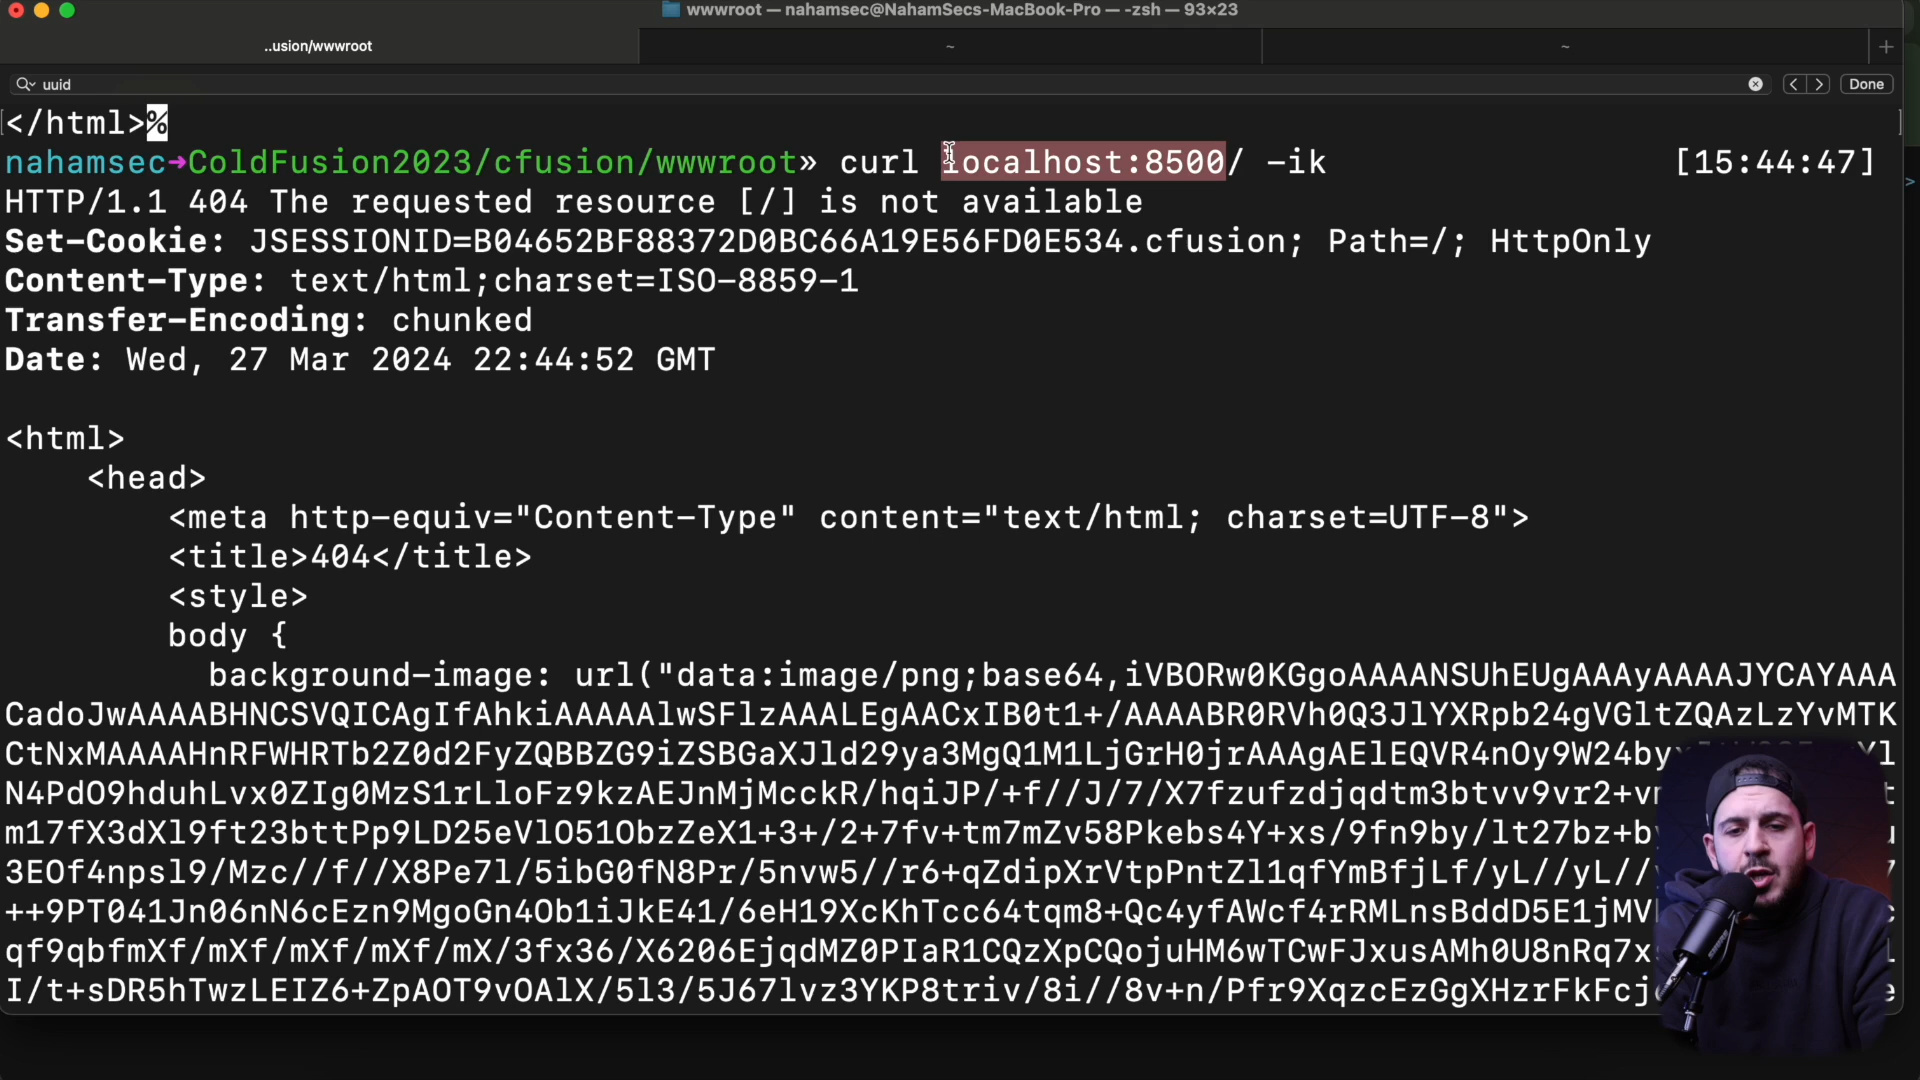 wwwroot — nahamsec@NahamSecs-MacBook-Pro — -zsh — 93×23
..usion/wwwroot
~
~
uuid
Done
</html>%
nahamsec→ColdFusion2023/cfusion/wwwroot» curl localhost:8500/ -ik [15:44:47]
HTTP/1.1 404 The requested resource [/] is not available
Set-Cookie: JSESSIONID=B04652BF88372D0BC66A19E56FD0E534.cfusion; Path=/; HttpOnly
Content-Type: text/html;charset=ISO-8859-1
Transfer-Encoding: chunked
Date: Wed, 27 Mar 2024 22:44:52 GMT
<html>
<head>
<meta http-equiv="Content-Type" content="text/html; charset=UTF-8">
<title>404</title>
<style>
body {
background-image: url("data:image/png;base64,iVBORw0KGgoAAAANSUhEUgAAAyAAAAJYCAYAAA
CadoJwAAAABHNCSVQICAgIfAhkiAAAAAlwSFlzAAALEgAACxIB0t1+/AAAABR0RVh0Q3JlYXRpb24gVGltZQAzLzYvMTK
CtNxMAAAAHnRFWHRTb2Z0d2FyZQBBZG9iZSBGaXJld29ya3MgQ1M1LjGrH0jrAAAgAElEQVR4nOy9W24by
N4PdO9hduhLvx0ZIg0MzS1rLloFz9kzAEJnMjMcckR/hqiJP/+f//J/7/X7fzufzdjqdtm3btvv9vr2+v
m17fX3dXl9ft23bttPp9LD25eVlO51ObzZeX1+3+/2+7fv+tm7mZv58Pkebs4Y+xs/9fn9by/lt27bz+b
3EOf4npsl9/Mzc//f//X8Pe7l/5ibG0fN8Pr/5nvw5//r6+qZdipXrVtpPntZl1qfYmBfjLf/yL//yL//
++9PT041Jn06nN6cEzn9MgoGn4Ob1iJkE41/6eH19XcKhTcc64tqm8+Qc4yfAWcf4rRMLnsBddD5E1jMV
qf9qbfmXf/mXf/mXf/mXf/mX/3fx36/X6206EjqdMZ0PIaR1CQzXpCQojuHM6wTCwFJxusAMh0U8nRq7x
I/t+sDR5hTwzLEIZ6+ZpAOT9vOAlX/5l3/5J67lvz3YKP8triv/8i//8v+n/Pfr9XqzcEzGgXHzrFkFcj